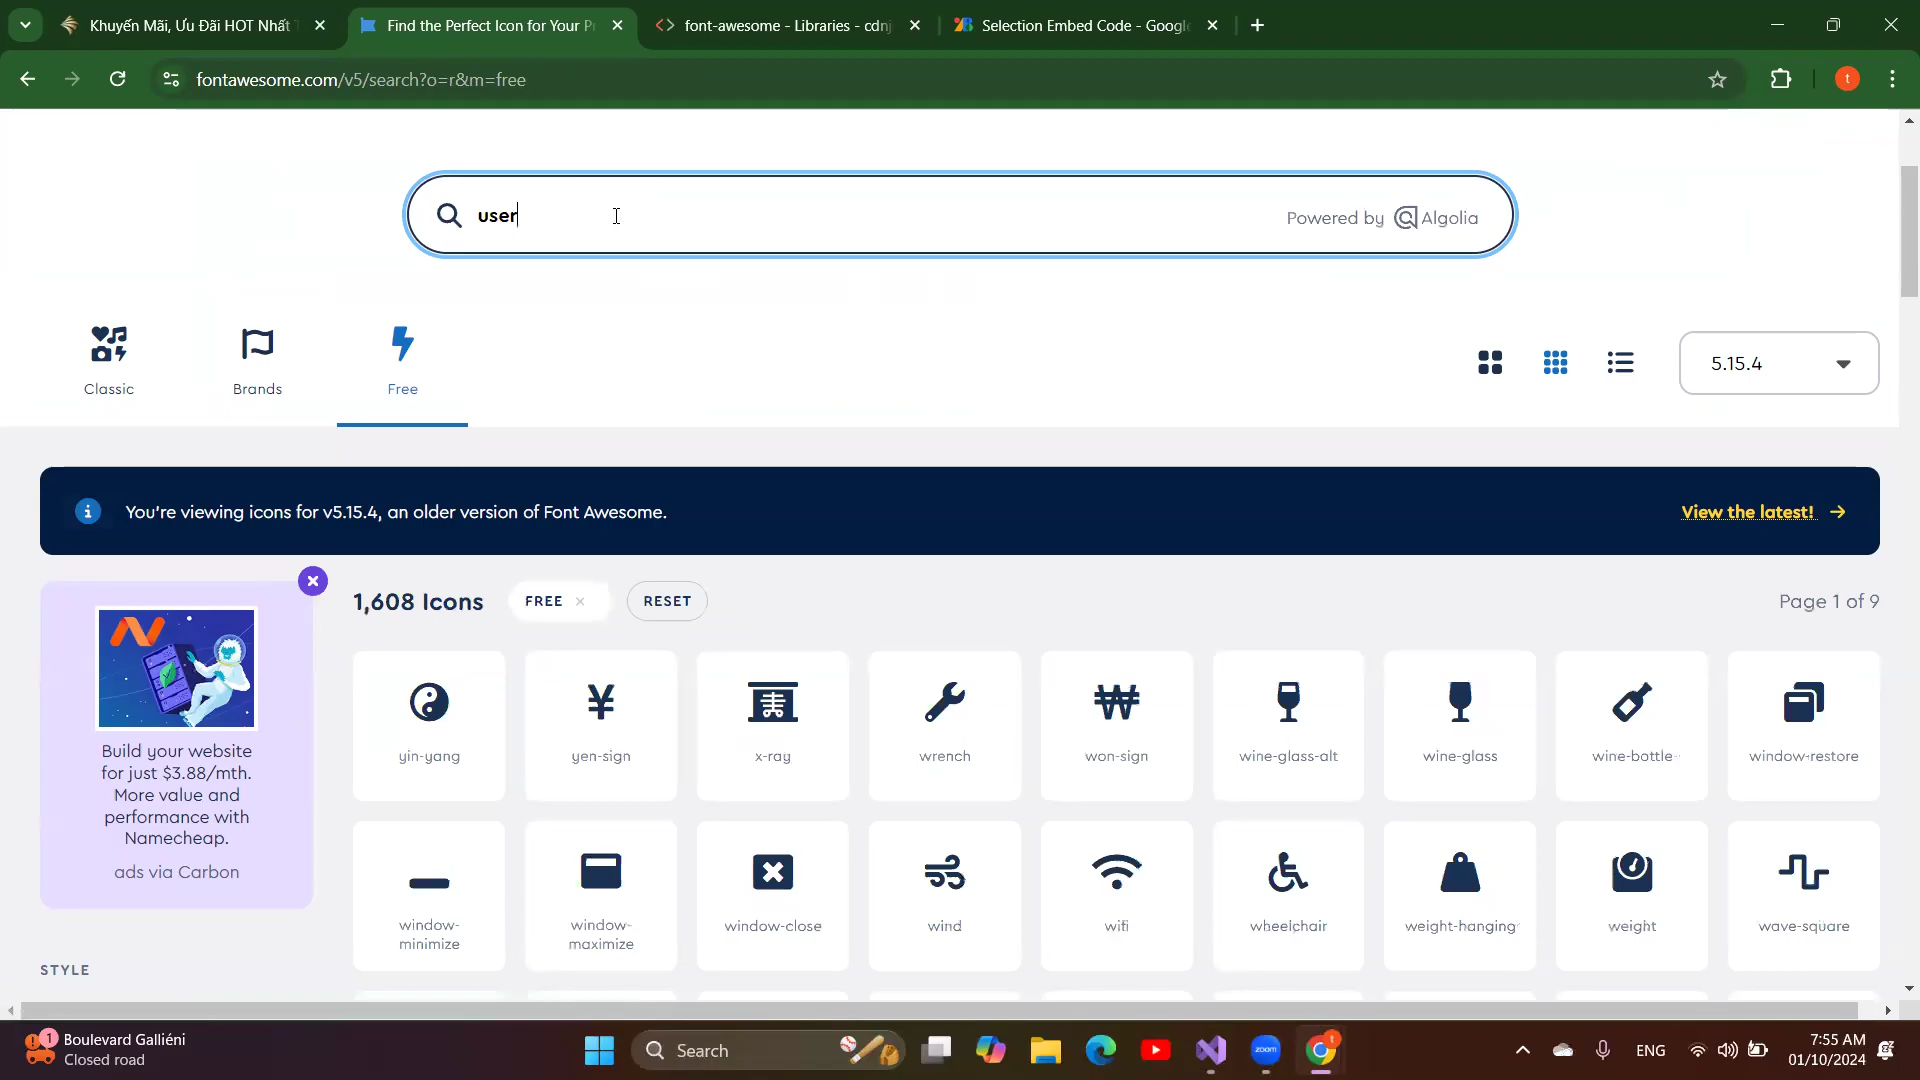 Khuyến Mãi, Ưu Đãi HOT Nhất
Find the Perfect Icon for Your P
font-awesome - Libraries - cdnj
Selection Embed Code - Google
fontawesome.com/v5/search?o=r&m=free
t
user
Powered by Algolia
Classic
Brands
Free
5.15.4
You're viewing icons for v5.15.4, an older version of Font Awesome.
View the latest!
1,608 Icons
FREE
RESET
Page 1 of 9
Build your website
for just $3.88/mth.
More value and
performance with
Namecheap.
ads via Carbon
STYLE
yin-yang
yen-sign
x-ray
wrench
won-sign
wine-glass-alt
wine-glass
wine-bottle-
window-restore
window-
minimize
window-
maximize
window-close
wind
wifi
wheelchair
weight-hanging
weight
wave-square
1
Boulevard Galliéni
Closed road
Search
zoom
t
ENG
7:55 AM
01/10/2024